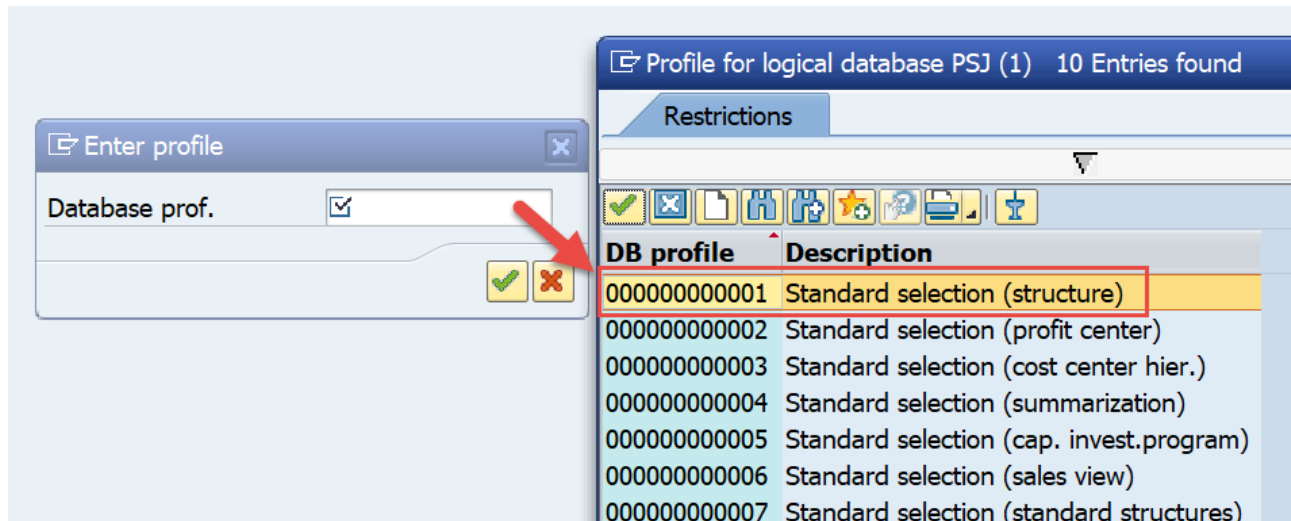 Profile for logical database PSJ (1) 10 Entries found
Restrictions
Enter profile
Database prof.
DB profile Description
000000000001 Standard selection (structure)
000000000002 Standard selection (profit center)
000000000003 Standard selection (cost center hier.)
000000000004 Standard selection (summarization)
000000000005 Standard selection (cap. invest.program)
000000000006 Standard selection (sales view)
000000000007 Standard selection (standard structures)